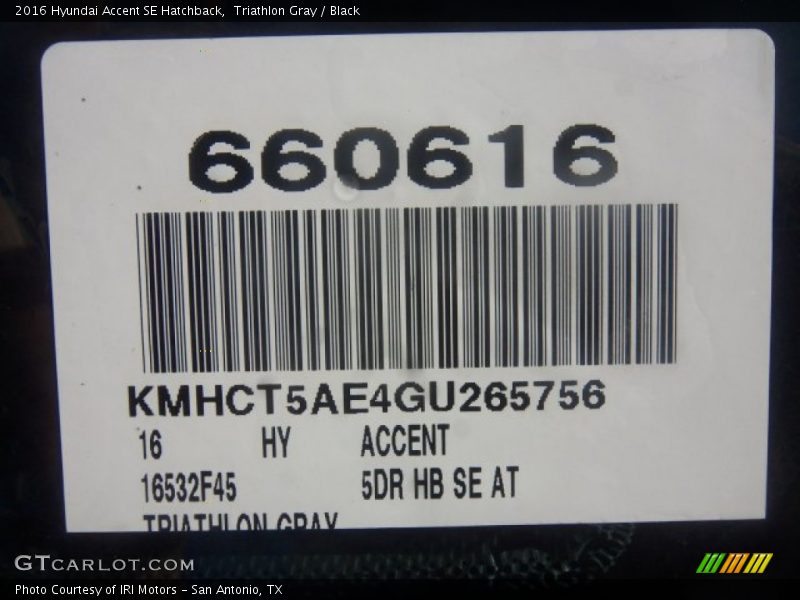 2016 Hyundai Accent SE Hatchback,  Triathlon Gray / Black
660616
KMHCT5AE4GU265756
16 HY ACCENT
16532F45 5DR HB SE AT
TRIATHLON GRAY
GTCARLOT.COM
Photo Courtesy of IRI Motors – San Antonio, TX